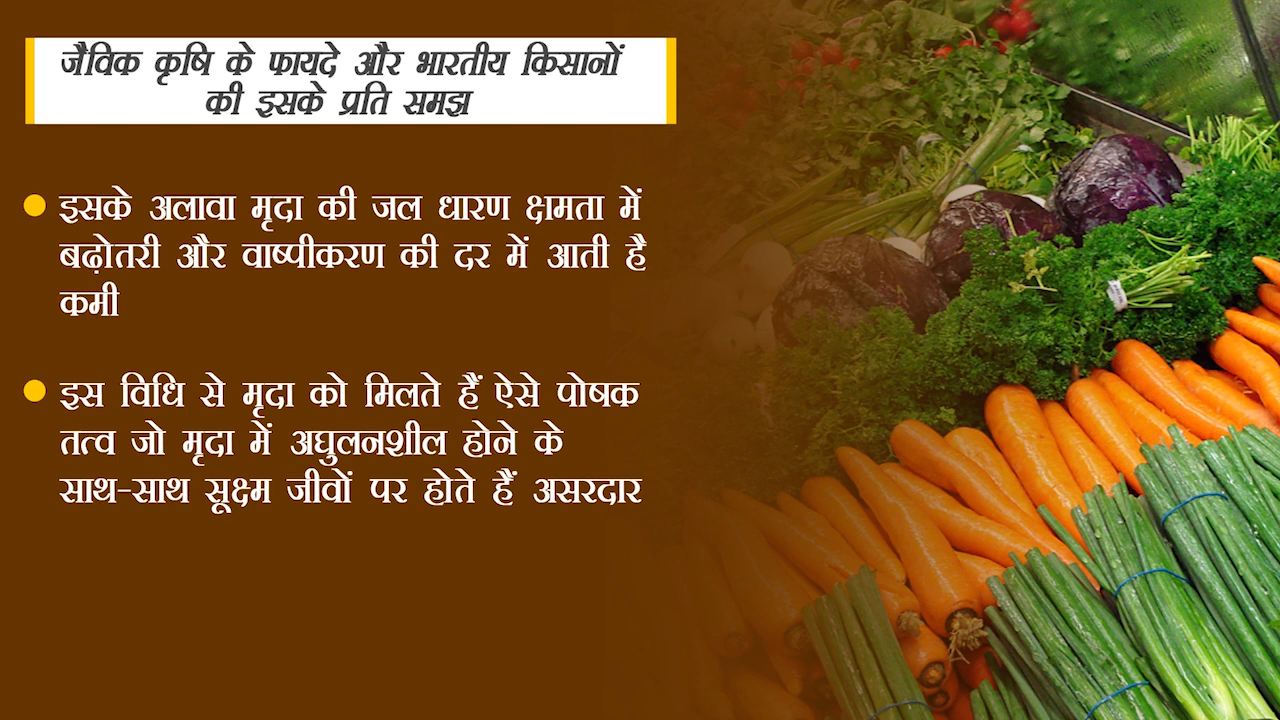 जैविक कृषि के फायदे और भारतीय किसानों
की इसके प्रति समझ
इसके अलावा मृदा की जल धारण क्षमता में
बढ़ोतरी और वाष्पीकरण की दर में आती है
कमी
इस विधि से मृदा को मिलते हैं ऐसे पोषक
तत्व जो मृदा में अघुलनशील होने के
साथ-साथ सूक्ष्म जीवों पर होते हैं असरदार